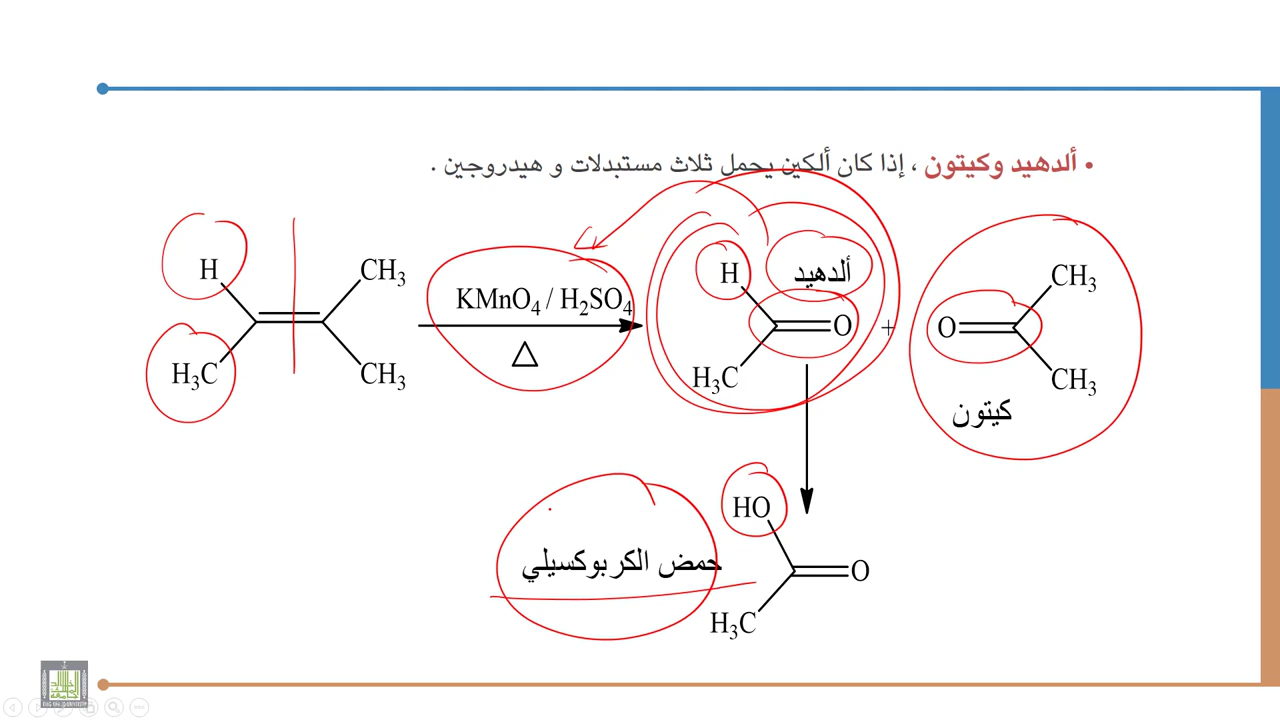 • ألدهيد وكيتون ، إذا كان ألكين يحمل ثلاث مستبدلات و هيدروجين .
H CH3 KMnO4 / H2SO4 H ألدهيد CH3
O + O
H3C CH3 △ H3C CH3
كيتون
HO
حمض الكربوكسيلي O
H3C